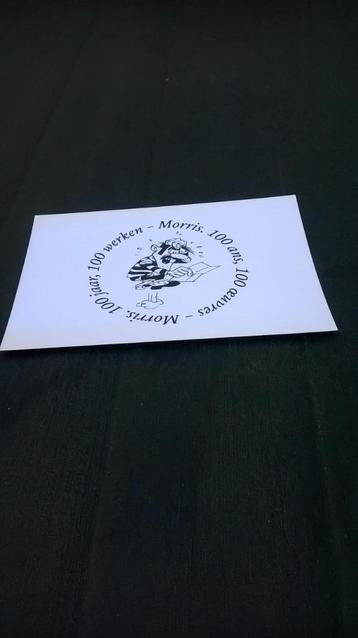 Morris. 100 ans, 100 œuvres – Morris. 100 jaar, 100 werken –